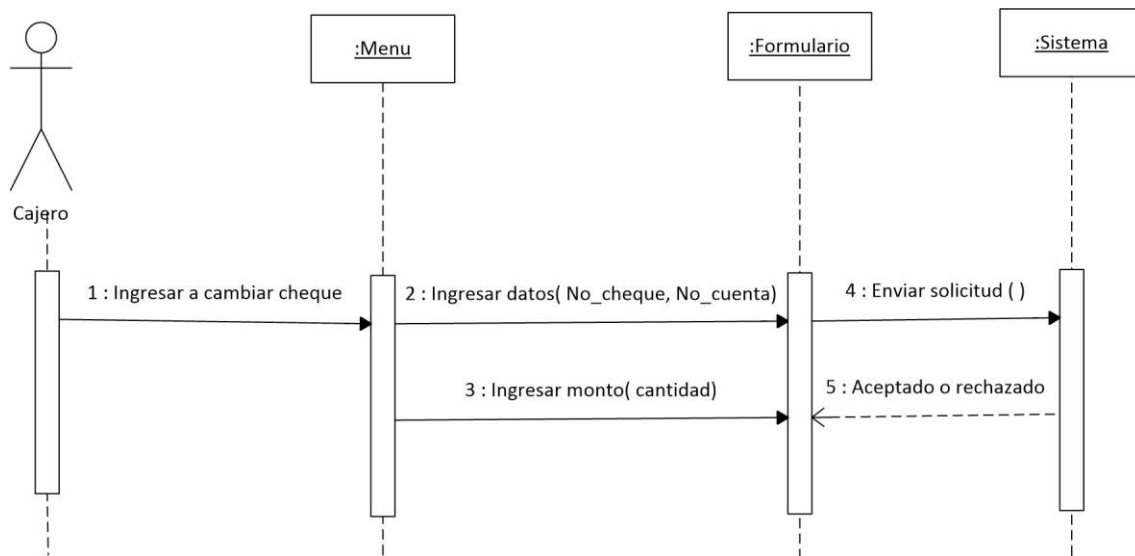 :Menu
:Formulario
:Sistema
Cajero
1 : Ingresar a cambiar cheque
2 : Ingresar datos( No_cheque, No_cuenta)
4 : Enviar solicitud ( )
3 : Ingresar monto( cantidad)
5 : Aceptado o rechazado